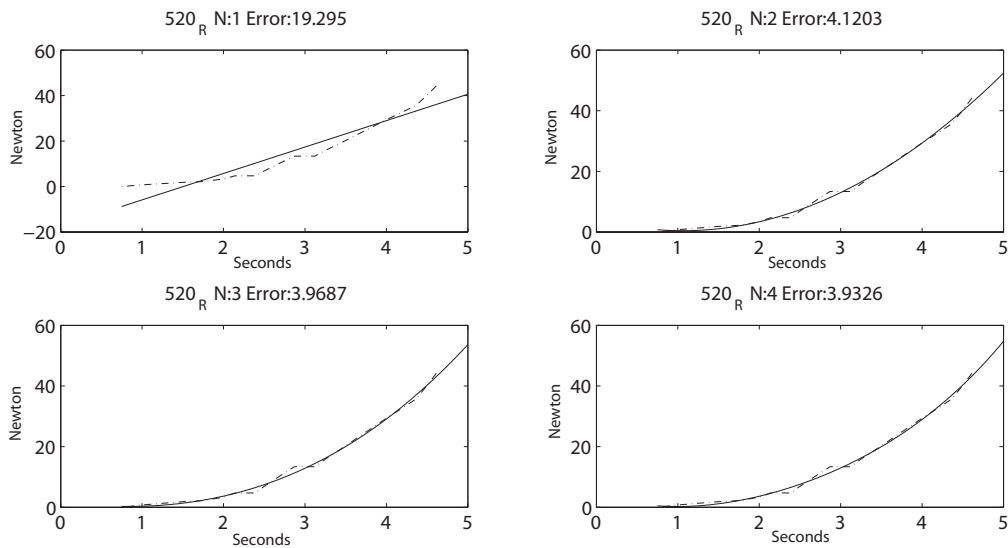 520_R N:1 Error:19.295
60
40
20
0
−20
Newton
0 1 2 3 4 5
Seconds
520_R N:2 Error:4.1203
60
40
20
0
Newton
0 1 2 3 4 5
Seconds
520_R N:3 Error:3.9687
60
40
20
0
Newton
0 1 2 3 4 5
Seconds
520_R N:4 Error:3.9326
60
40
20
0
Newton
0 1 2 3 4 5
Seconds